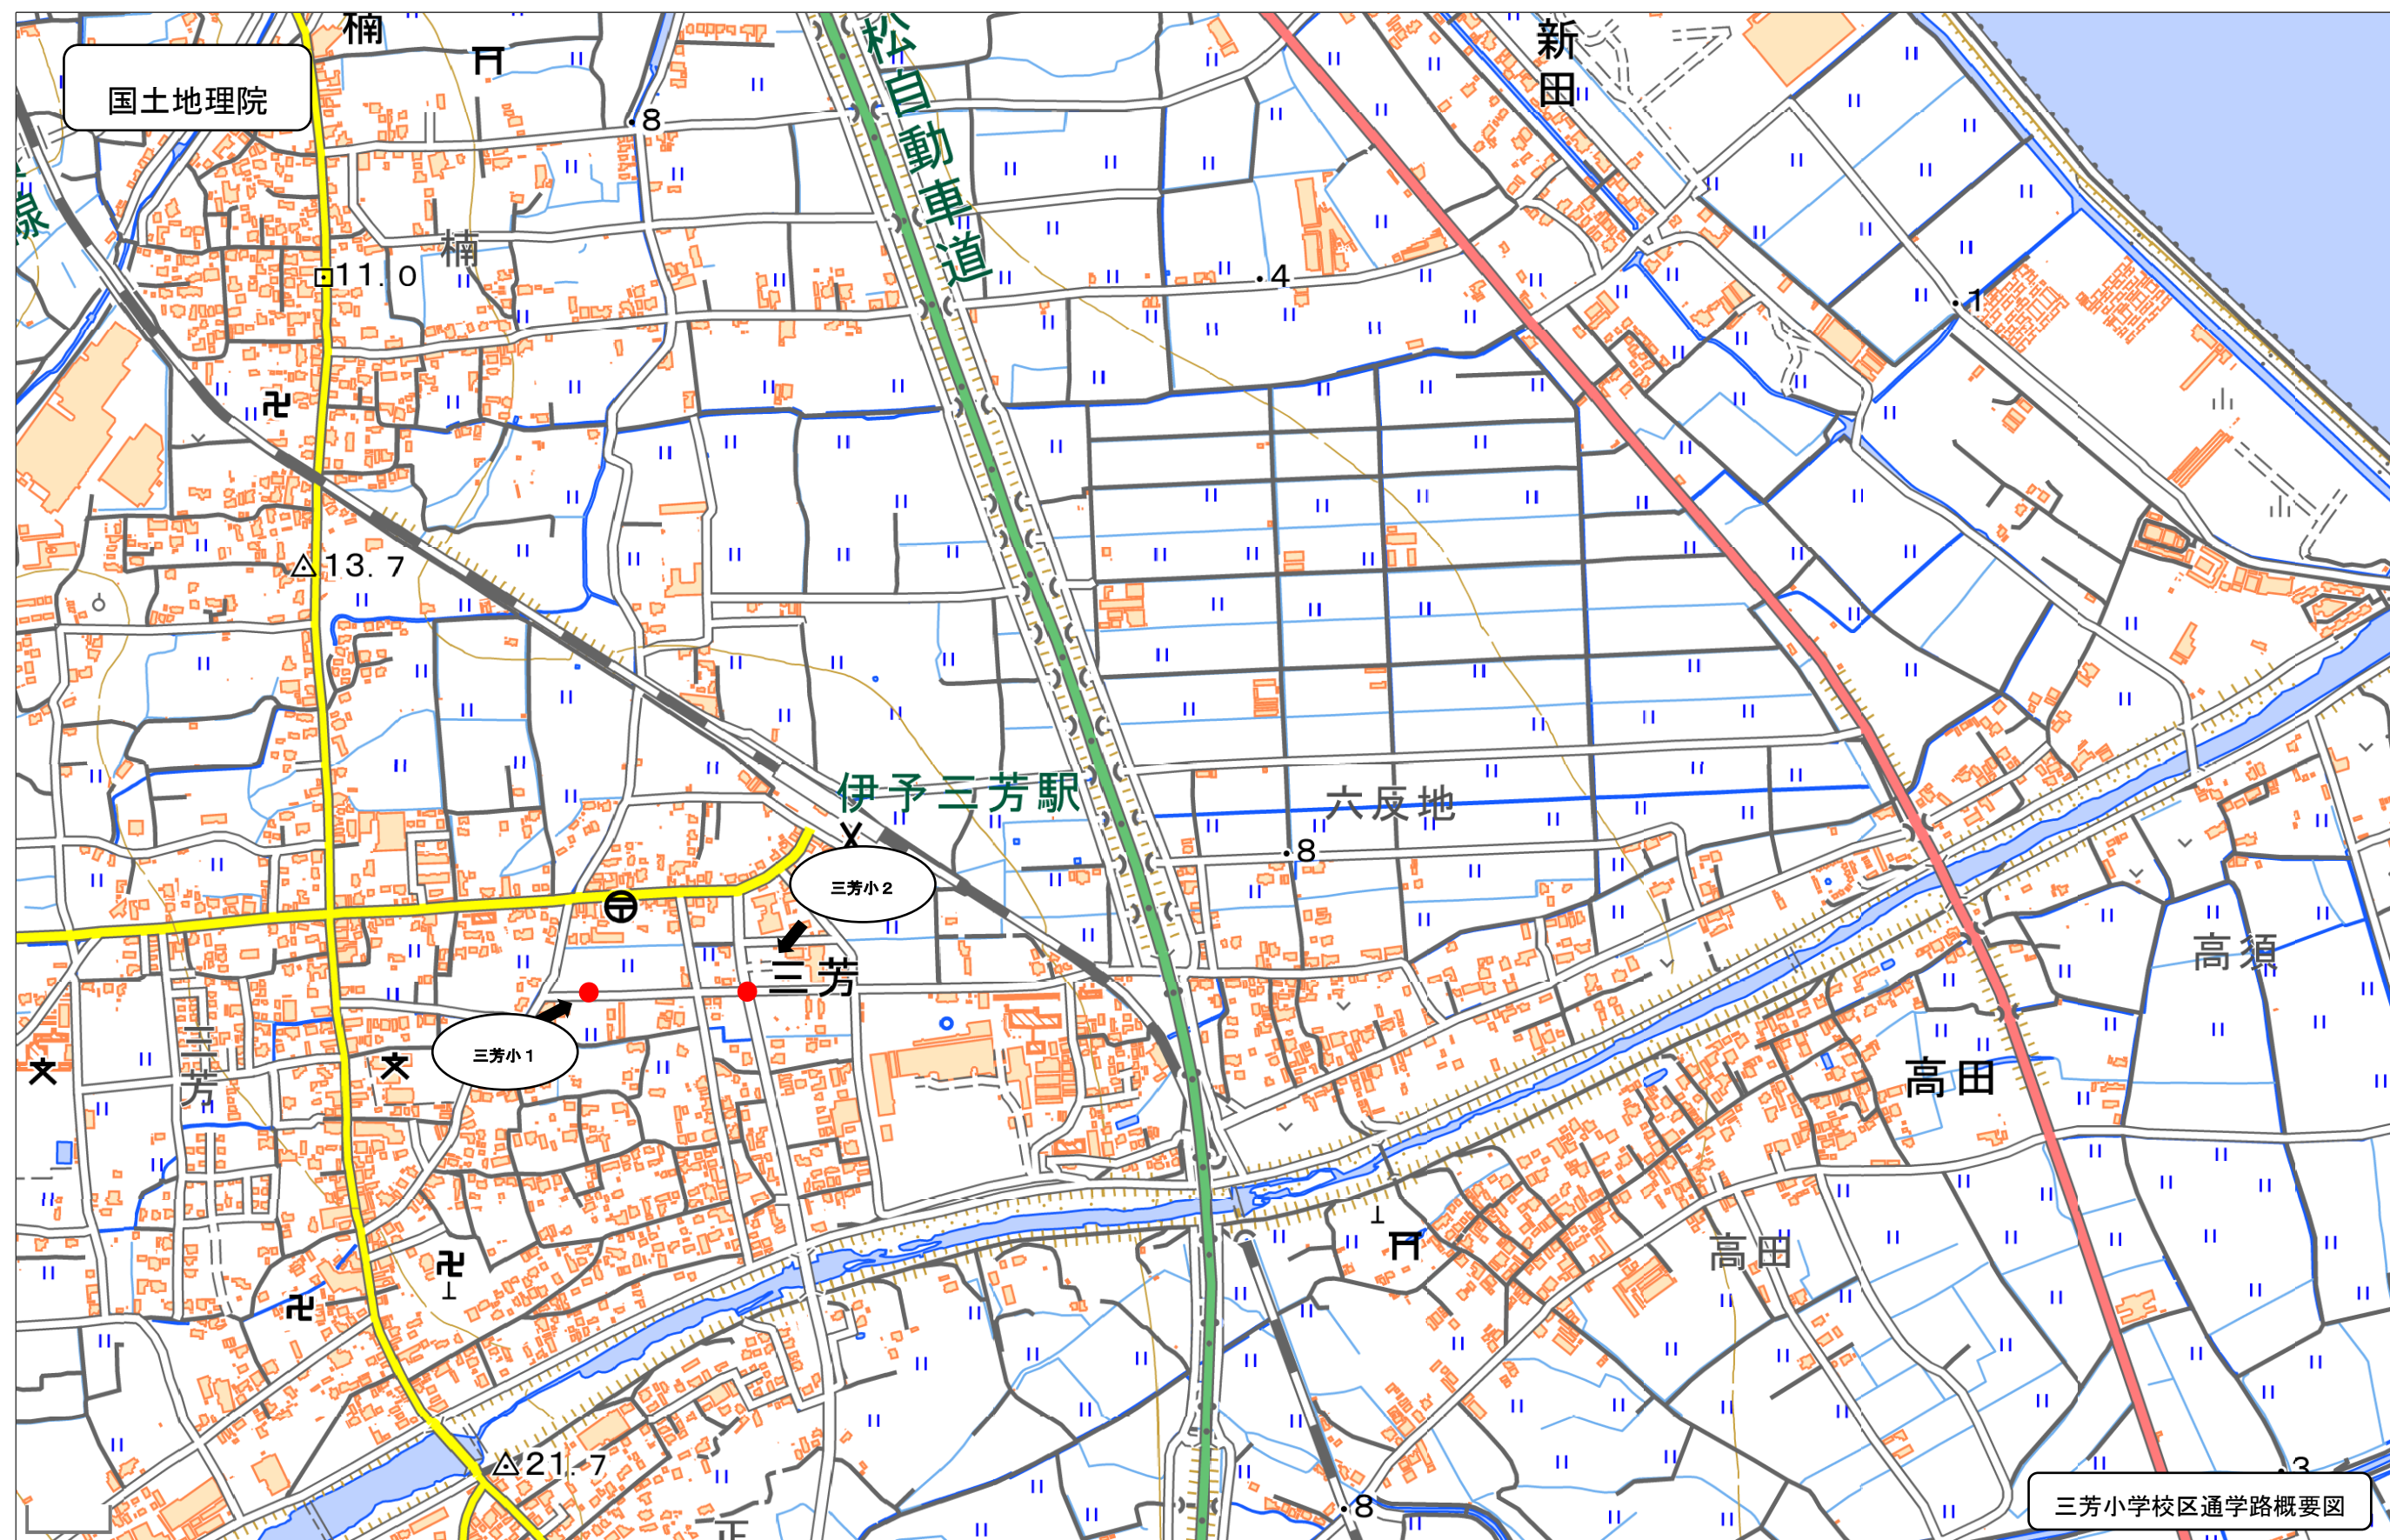 楠
国土地理院
松自動車道
新田
8
線
楠
11.0
4
1
13.7
伊予三芳駅
六反地
8
三芳小2
三芳
高須
三芳小1
三芳
高田
高田
21.7
8
3
三芳小学校区通学路概要図